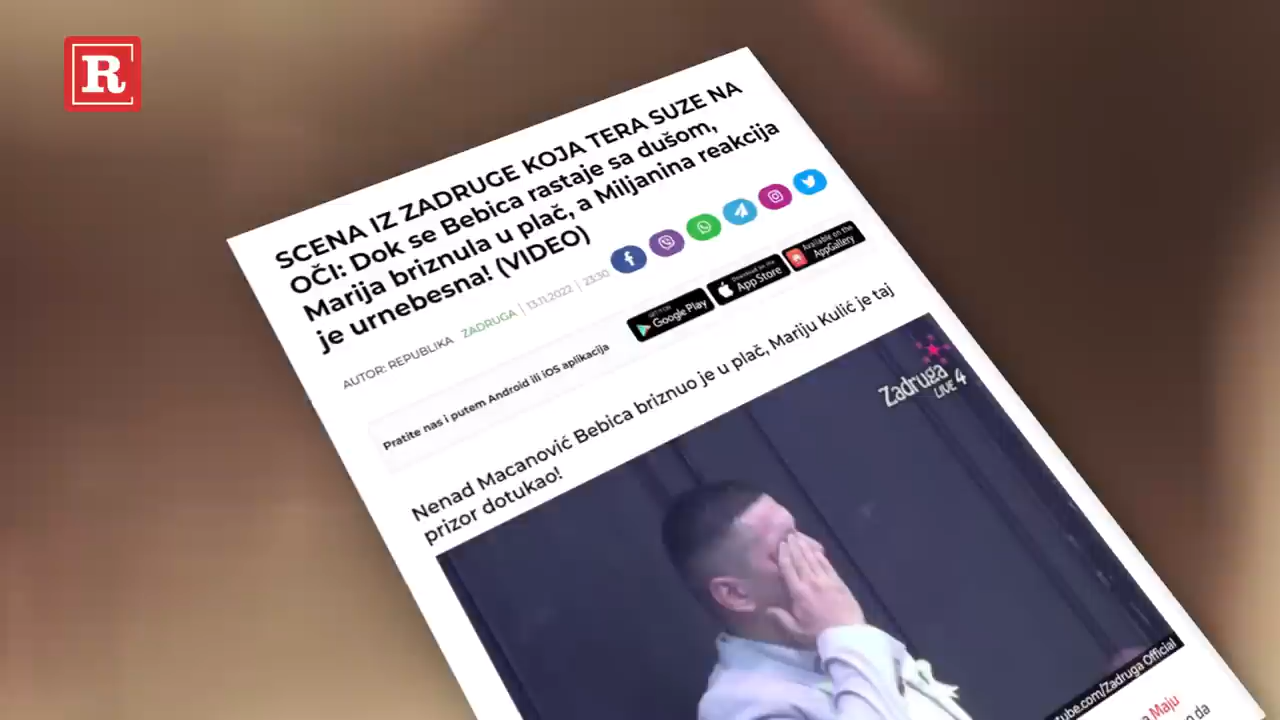 R
SCENA IZ ZADRUGE KOJA TERA SUZE NA
OČI: Dok se Bebica rastaje sa dušom,
Marija briznula u plač, a Miljanina reakcija
je urnebesna! (VIDEO)
AUTOR: REPUBLIKA ZADRUGA | 13.11.2022 | 23:30
Pratite nas i putem Android ili iOS aplikacija
GET IT ON
Google Play
Download on the
App Store
Available on the
AppGallery
Nenad Macanović Bebica briznuo je u plač, Mariju Kulić je taj
prizor dotukao!
Zadruga
LIVE 4
tube.com/Zadruga Official
a Maju
da